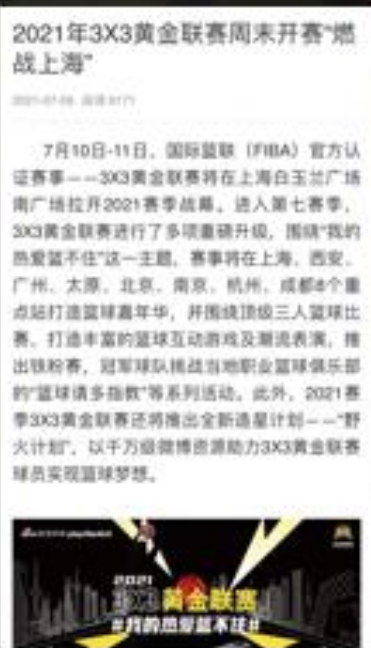 2021年3X3黄金联赛周末开赛“燃
战上海”
7月10日-11日，国际篮联（FIBA）官方认
证赛事——3X3黄金联赛将在上海白玉兰广场
南广场拉开2021赛季战幕。进入第七赛季，
3X3黄金联赛进行了多项重磅升级，围绕“我的
热爱篮不住”这一主题，赛事将在上海、西安、
广州、太原、北京、南京、杭州、成都8个重
点站打造篮球嘉年华，并围绕顶级三人篮球比
赛，打造丰富的篮球互动游戏及潮流表演，推
出铁粉赛，冠军球队挑战当地职业篮球俱乐部
的“篮球请多指教”等系列活动。此外，2021赛
季3X3黄金联赛还将推出全新造星计划——“野
火计划”，以千万级微博资源助力3X3黄金联赛
球员实现篮球梦想。
2021
3X3黄金联赛
#我的热爱篮不住#